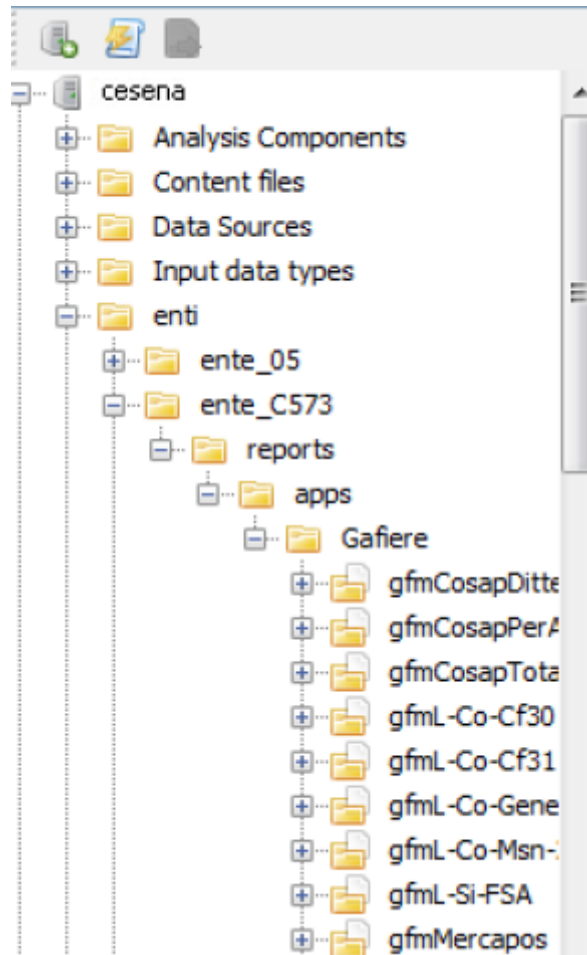 cesena
Analysis Components
Content files
Data Sources
Input data types
enti
ente_05
ente_C573
reports
apps
Gafiere
gfmCosapDitte
gfmCosapPerA
gfmCosapTota
gfmL-Co-Cf30
gfmL-Co-Cf31
gfmL-Co-Gene
gfmL-Co-Msn-
gfmL-Si-FSA
gfmMercapos